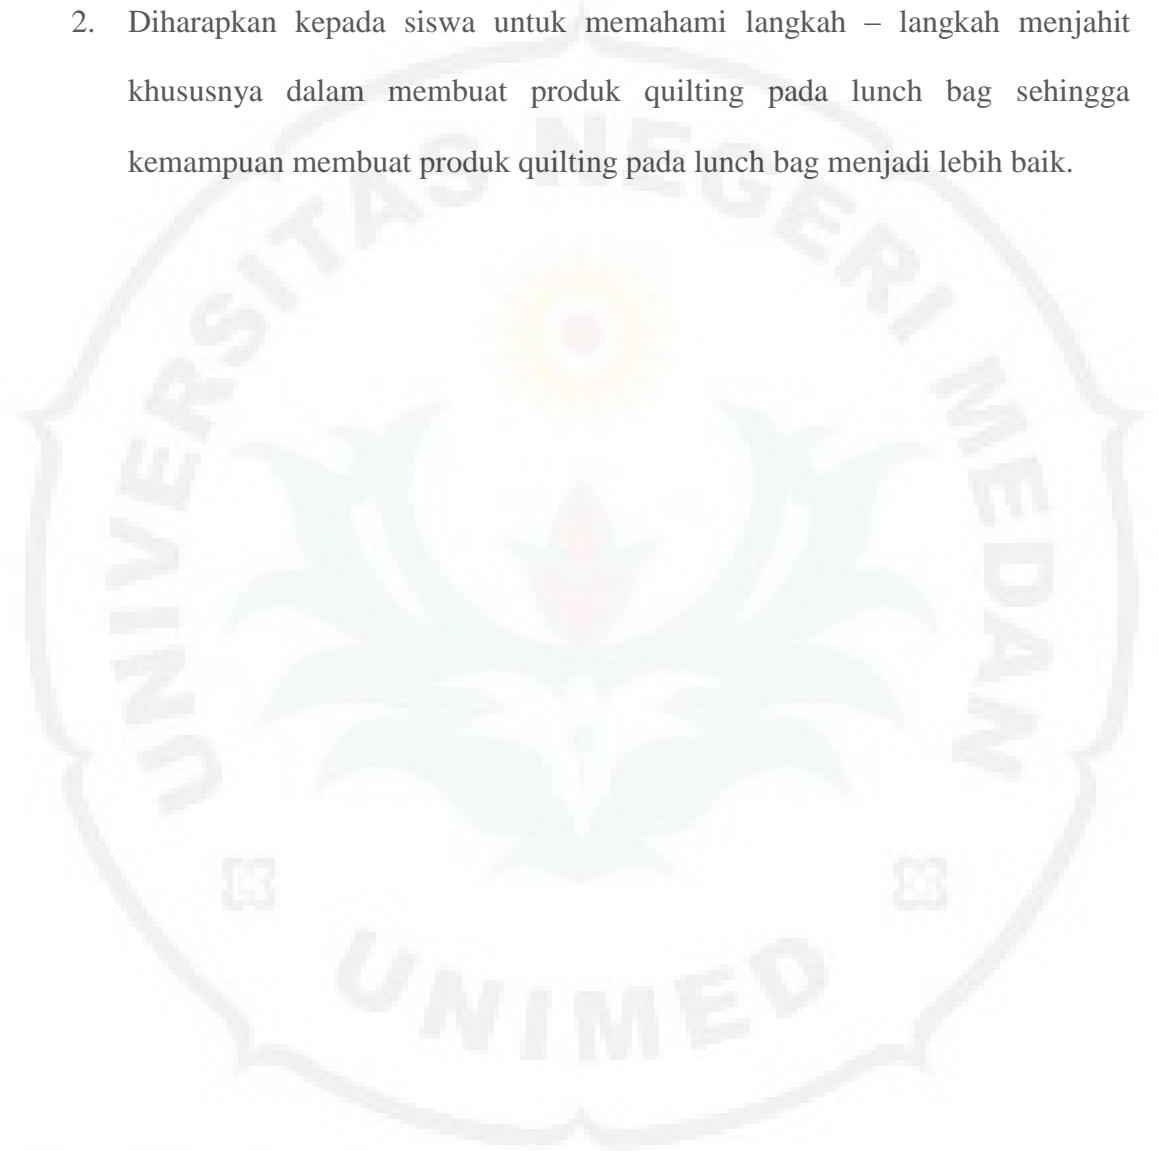 2. Diharapkan kepada siswa untuk memahami langkah – langkah menjahit
khususnya dalam membuat produk quilting pada lunch bag sehingga
kemampuan membuat produk quilting pada lunch bag menjadi lebih baik.
UNIVERSITAS NEGERI MEDAN
UNIMED